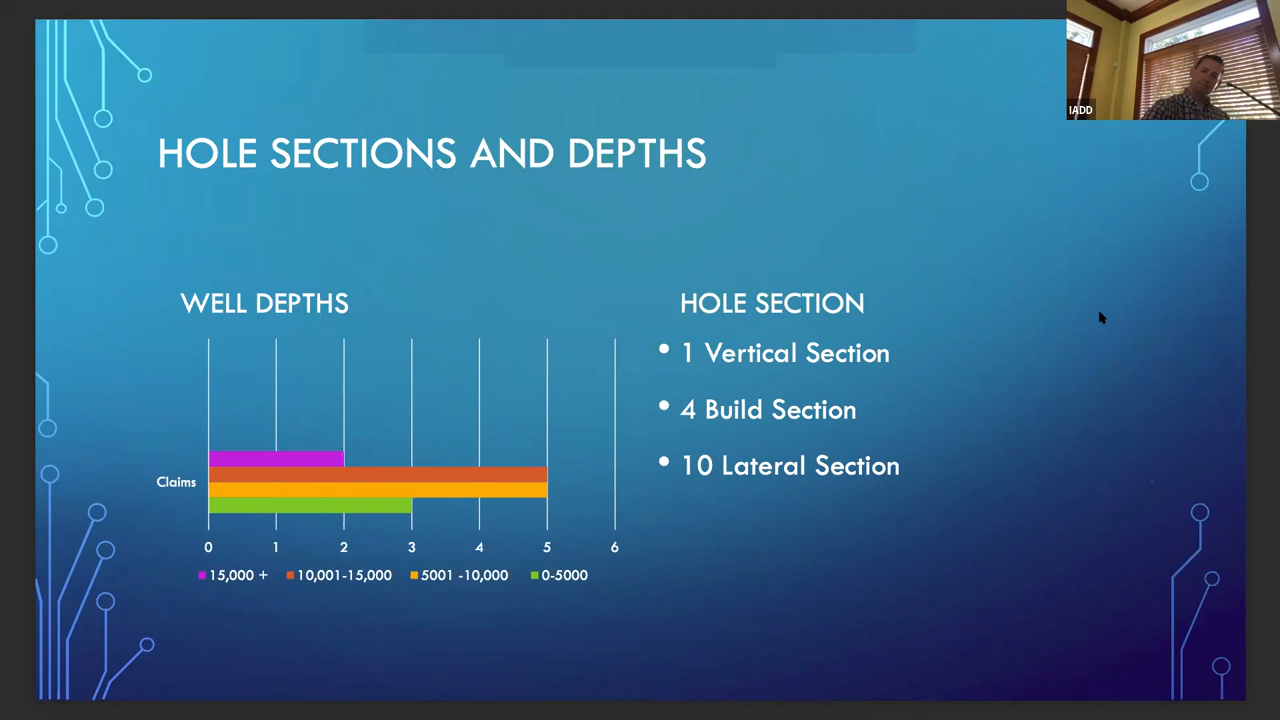 IADD
HOLE SECTIONS AND DEPTHS
WELL DEPTHS
Claims
0 1 2 3 4 5 6
15,000 + 10,001-15,000 5001 -10,000 0-5000
HOLE SECTION
• 1 Vertical Section
• 4 Build Section
• 10 Lateral Section